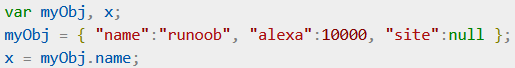 var myObj, x;
myObj = { "name":"runoob", "alexa":10000, "site":null };
x = myObj.name;